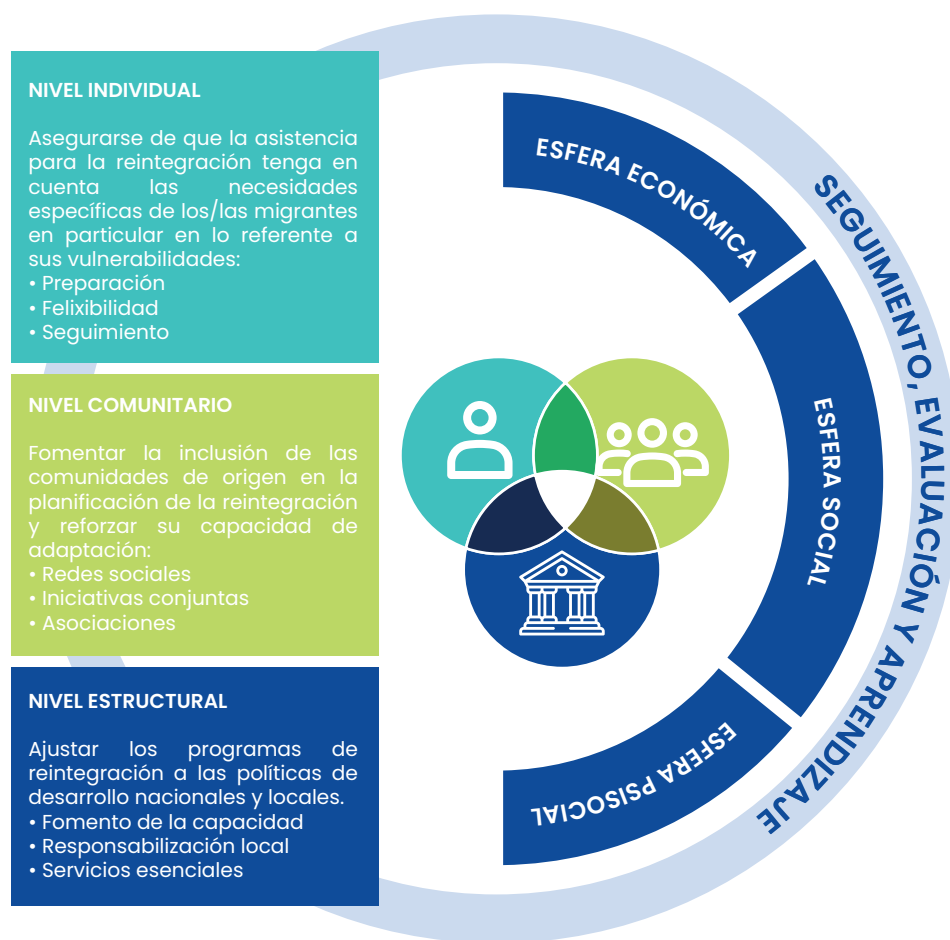 NIVEL INDIVIDUAL
Asegurarse de que la asistencia
para la reintegración tenga en
cuenta las necesidades
específicas de los/las migrantes
en particular en lo referente a
sus vulnerabilidades:
• Preparación
• Felixibilidad
• Seguimiento
NIVEL COMUNITARIO
Fomentar la inclusión de las
comunidades de origen en la
planificación de la reintegración
y reforzar su capacidad de
adaptación:
• Redes sociales
• Iniciativas conjuntas
• Asociaciones
NIVEL ESTRUCTURAL
Ajustar los programas de
reintegración a las políticas de
desarrollo nacionales y locales.
• Fomento de la capacidad
• Responsabilización local
• Servicios esenciales
ESFERA ECONÓMICA
ESFERA SOCIAL
ESFERA PSISOCIAL
SEGUIMIENTO, EVALUACIÓN Y APRENDIZAJE